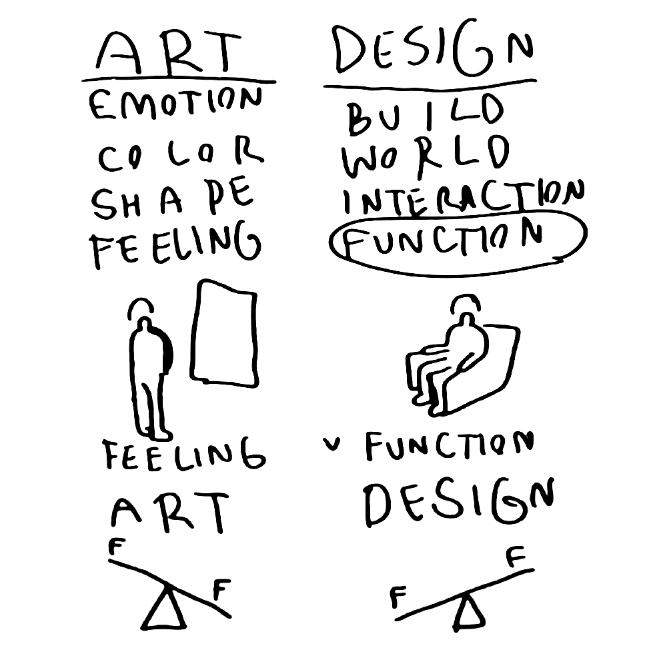 ART
EMOTION
COLOR
SHAPE
FEELING
DESIGN
BUILD
WORLD
INTERACTION
FUNCTION
FEELING v FUNCTION
ART DESIGN
F F
F F